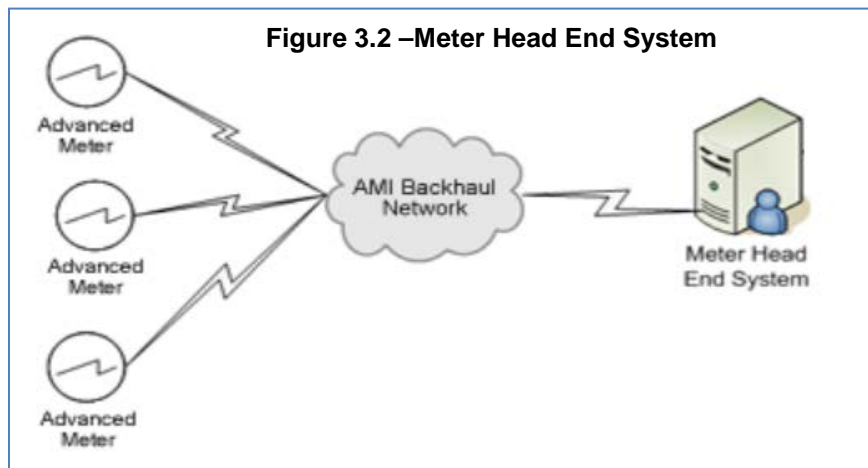 Figure 3.2 –Meter Head End System
Advanced
Meter
Advanced
Meter
Advanced
Meter
AMI Backhaul
Network
Meter Head
End System